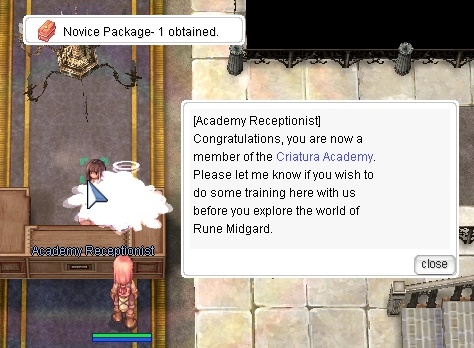 Novice Package- 1 obtained.
[Academy Receptionist]
Congratulations, you are now a
member of the Criatura Academy.
Please let me know if you wish to
do some training here with us
before you explore the world of
Rune Midgard.
Academy Receptionist
close